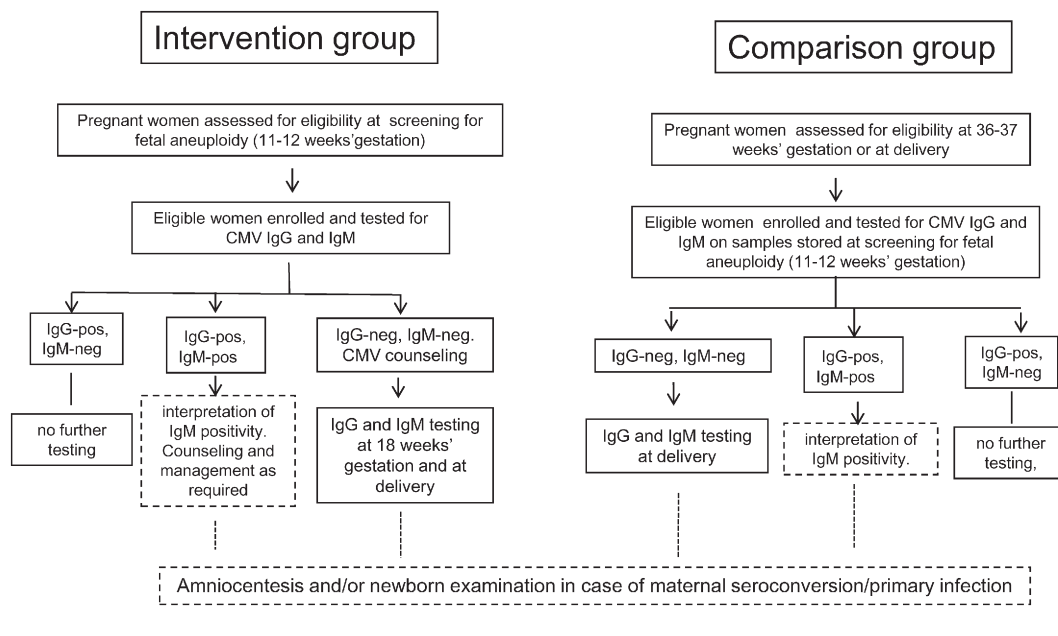 Intervention group
Pregnant women assessed for eligibility at screening for
fetal aneuploidy (11-12 weeks'gestation)
Eligible women enrolled and tested for
CMV IgG and IgM
IgG-pos,
IgM-neg
IgG-pos,
IgM-pos
IgG-neg, IgM-neg.
CMV counseling
no further
testing
interpretation of
IgM positivity.
Counseling and
management as
required
IgG and IgM testing
at 18 weeks'
gestation and at
delivery
Comparison group
Pregnant women assessed for eligibility at 36-37
weeks' gestation or at delivery
Eligible women enrolled and tested for CMV IgG and
IgM on samples stored at screening for fetal
aneuploidy (11-12 weeks' gestation)
IgG-neg, IgM-neg
IgG-pos,
IgM-pos
IgG-pos,
IgM-neg
IgG and IgM testing
at delivery
interpretation of
IgM positivity.
no further
testing,
Amniocentesis and/or newborn examination in case of maternal seroconversion/primary infection